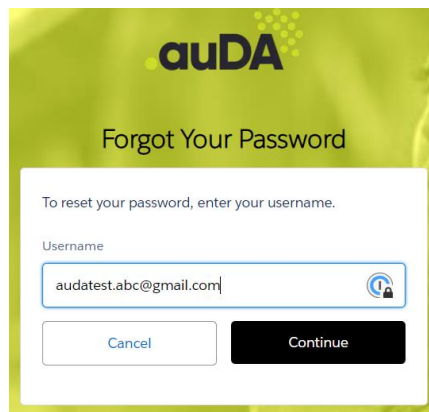 auDA
Forgot Your Password
To reset your password, enter your username.
Username
audatest.abc@gmail.com
Cancel Continue